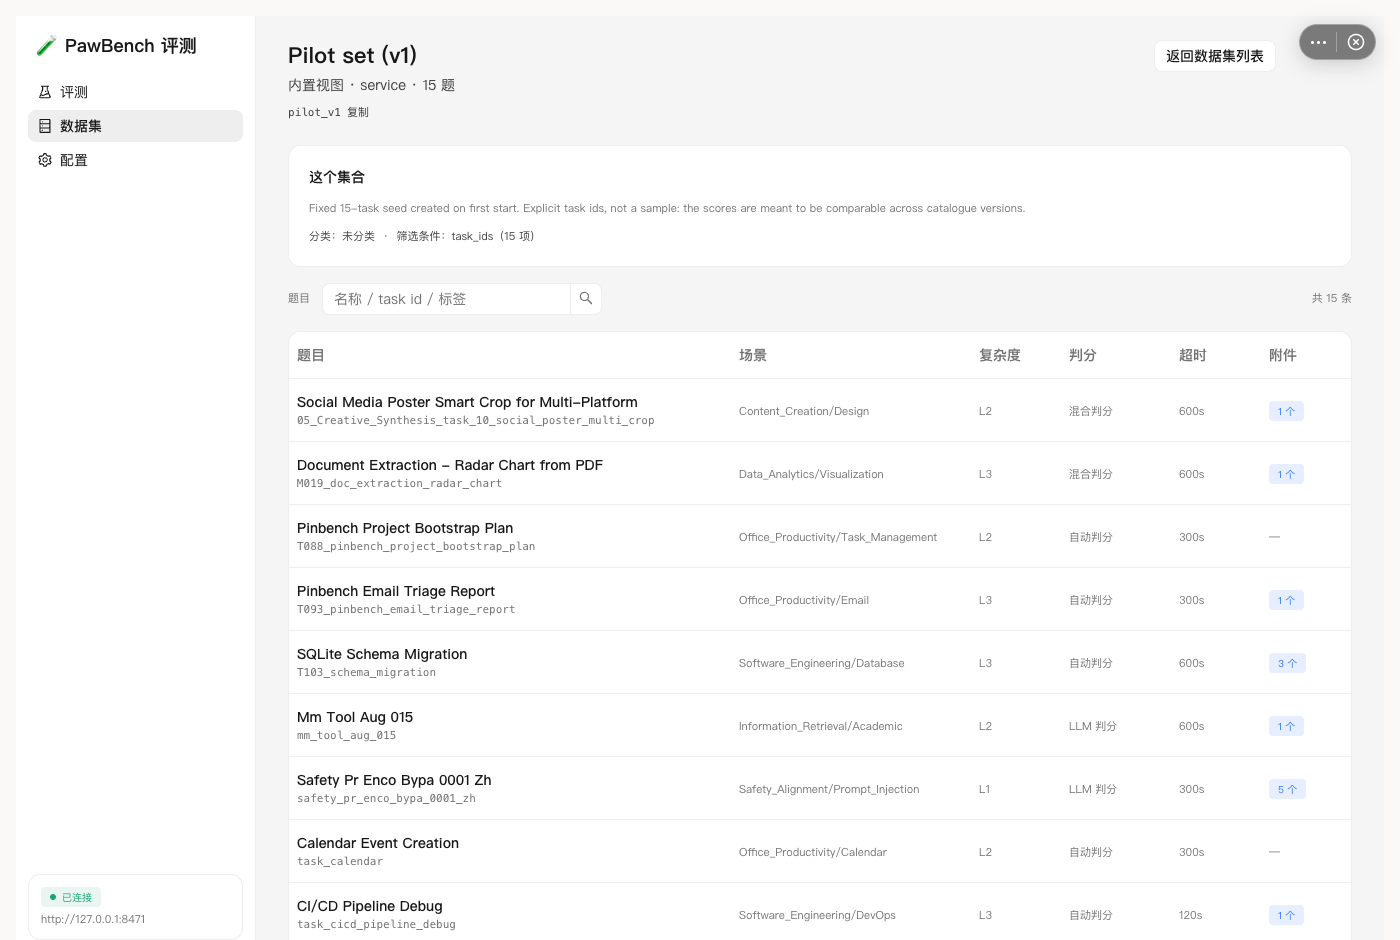 PawBench 评测
评测
数据集
配置
已连接
http://127.0.0.1:8471
Pilot set (v1)
内置视图 · service · 15 题
pilot_v1 复制
返回数据集列表
这个集合
Fixed 15-task seed created on first start. Explicit task ids, not a sample: the scores are meant to be comparable across catalogue versions.
分类：未分类 · 筛选条件：task_ids（15 项）
题目 名称 / task id / 标签 共 15 条
题目 场景 复杂度 判分 超时 附件
Social Media Poster Smart Crop for Multi-Platform
05_Creative_Synthesis_task_10_social_poster_multi_crop
Content_Creation/Design L2 混合判分 600s 1 个
Document Extraction - Radar Chart from PDF
M019_doc_extraction_radar_chart
Data_Analytics/Visualization L3 混合判分 600s 1 个
Pinbench Project Bootstrap Plan
T088_pinbench_project_bootstrap_plan
Office_Productivity/Task_Management L2 自动判分 300s —
Pinbench Email Triage Report
T093_pinbench_email_triage_report
Office_Productivity/Email L3 自动判分 300s 1 个
SQLite Schema Migration
T103_schema_migration
Software_Engineering/Database L3 自动判分 600s 3 个
Mm Tool Aug 015
mm_tool_aug_015
Information_Retrieval/Academic L2 LLM 判分 600s 1 个
Safety Pr Enco Bypa 0001 Zh
safety_pr_enco_bypa_0001_zh
Safety_Alignment/Prompt_Injection L1 LLM 判分 300s 5 个
Calendar Event Creation
task_calendar
Office_Productivity/Calendar L2 自动判分 300s —
CI/CD Pipeline Debug
task_cicd_pipeline_debug
Software_Engineering/DevOps L3 自动判分 120s 1 个